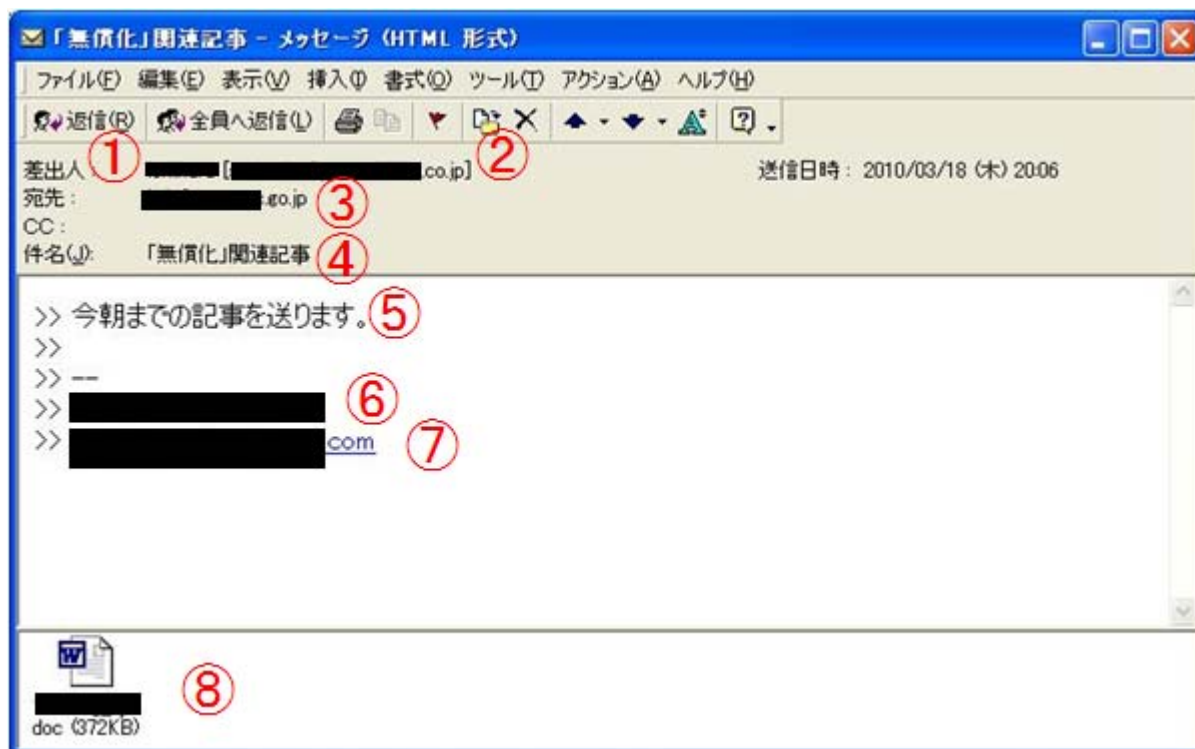 「無償化」関連記事 - メッセージ (HTML 形式)
ファイル(F) 編集(E) 表示(V) 挿入(I) 書式(O) ツール(T) アクション(A) ヘルプ(H)
返信(R) 全員へ返信(L)
差出人: ① [ .co.jp] ② 送信日時: 2010/03/18 (木) 20:06
宛先: .go.jp ③
CC:
件名(J): 「無償化」関連記事 ④
>> 今朝までの記事を送ります。⑤
>>
>> --
>> ⑥
>> .com ⑦
⑧
doc (372KB)